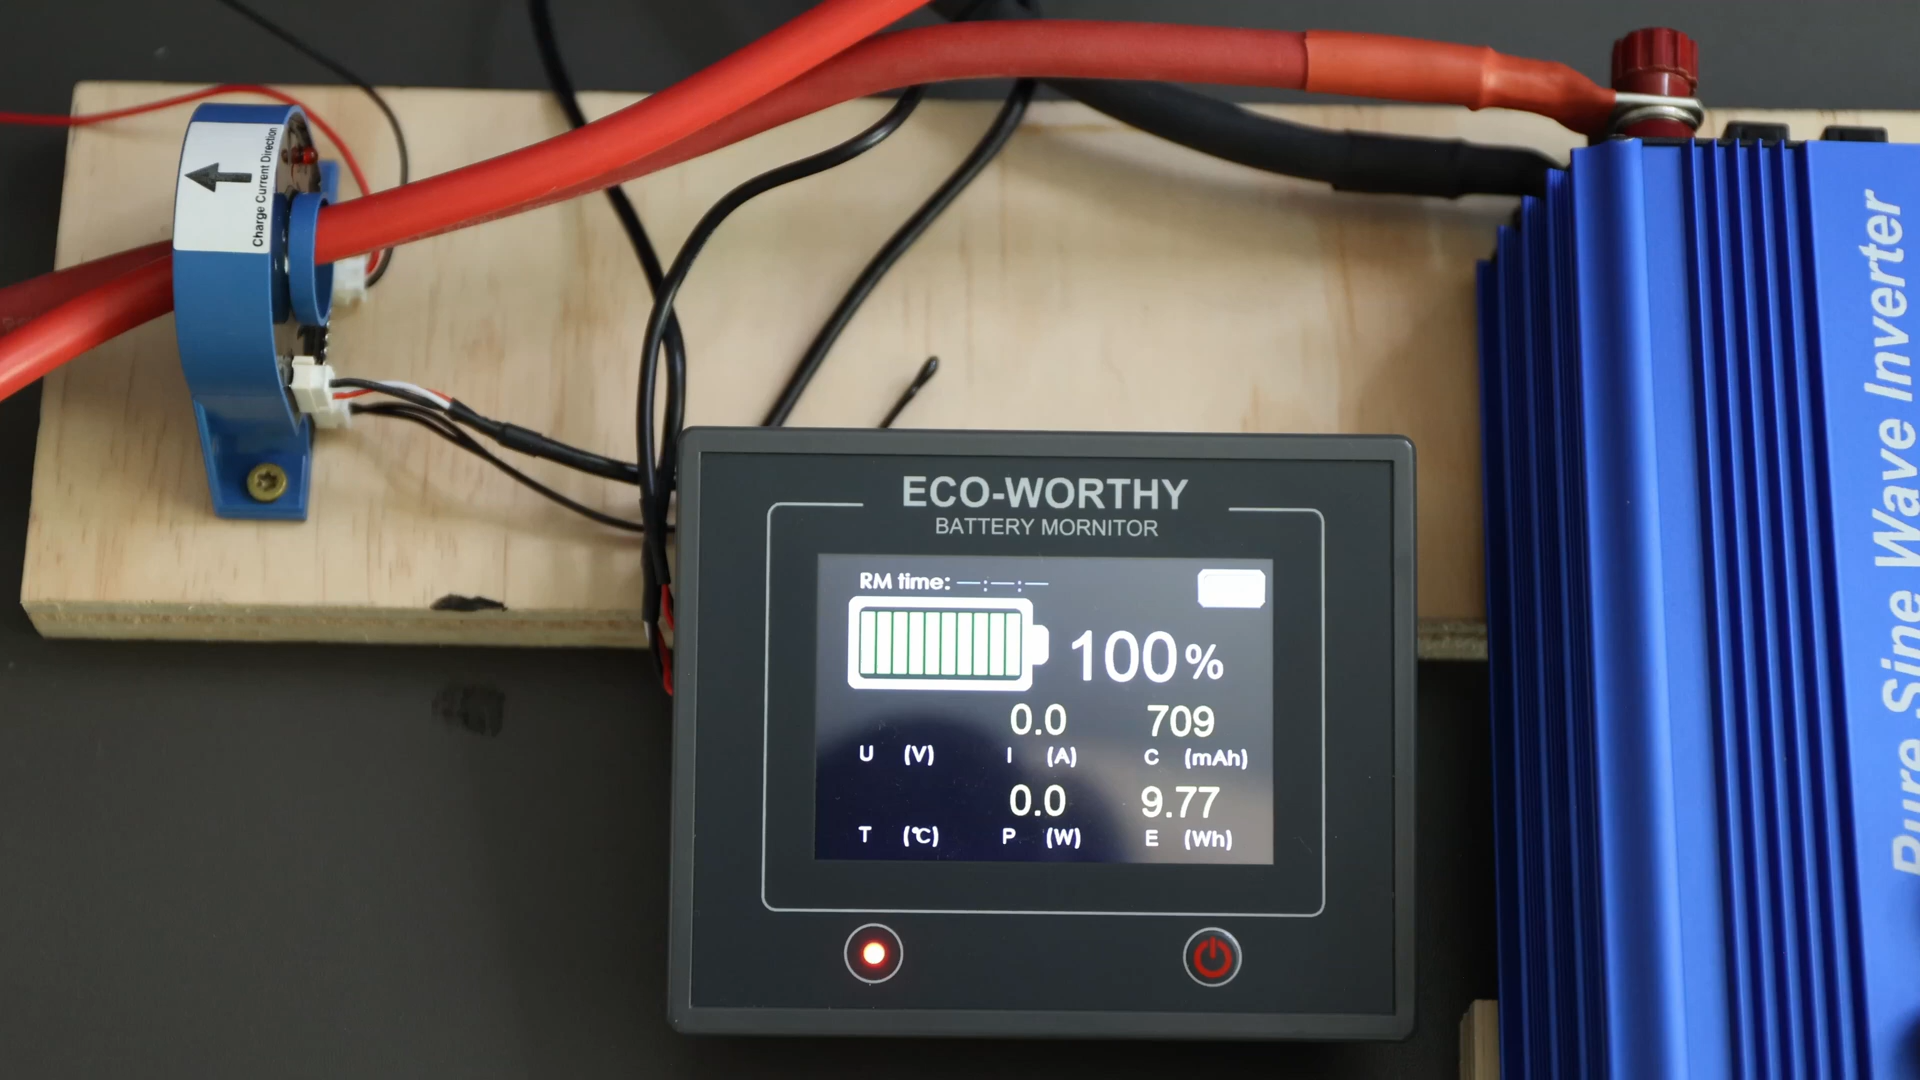 Charge Current Direction
ECO-WORTHY
BATTERY MORNITOR
RM time: --:--:--
100%
0.0 709
U (V) I (A) C (mAh)
0.0 9.77
T (℃) P (W) E (Wh)
Pure Sine Wave Inverter